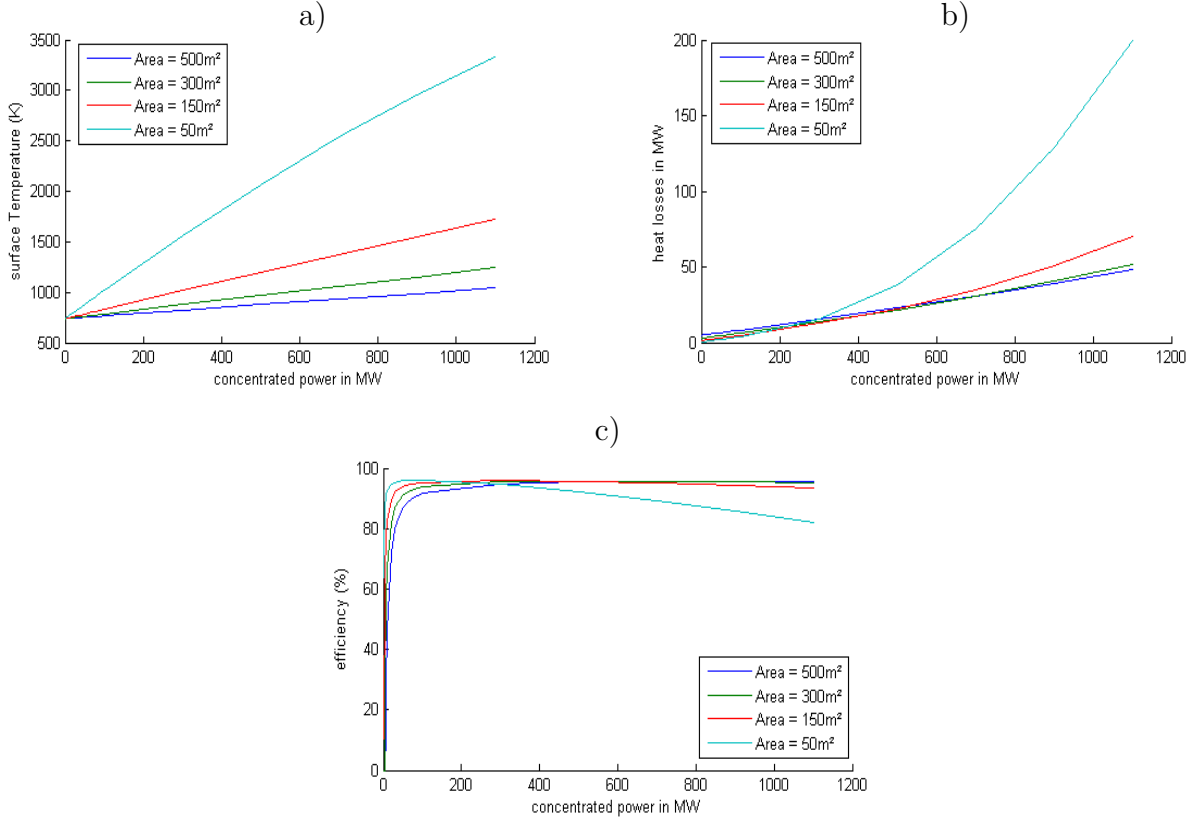 a)
3500
3000
2500
2000
1500
1000
500
0
200
400
600
800
1000
1200
surface Temperature (K)
concentrated power in MW
Area = 500m²
Area = 300m²
Area = 150m²
Area = 50m²
b)
200
150
100
50
0
0
200
400
600
800
1000
1200
heat losses in MW
concentrated power in MW
Area = 500m²
Area = 300m²
Area = 150m²
Area = 50m²
c)
100
80
60
40
20
0
0
200
400
600
800
1000
1200
efficiency (%)
concentrated power in MW
Area = 500m²
Area = 300m²
Area = 150m²
Area = 50m²